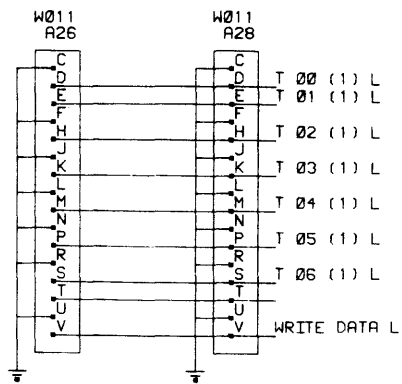 WØ11 WØ11
A26 A28
C C
D D T ØØ (1) L
E E T Ø1 (1) L
F F
H H T Ø2 (1) L
J J
K K T Ø3 (1) L
L L
M M T Ø4 (1) L
N N
P P T Ø5 (1) L
R R
S S T Ø6 (1) L
T T
U U
V V WRITE DATA L